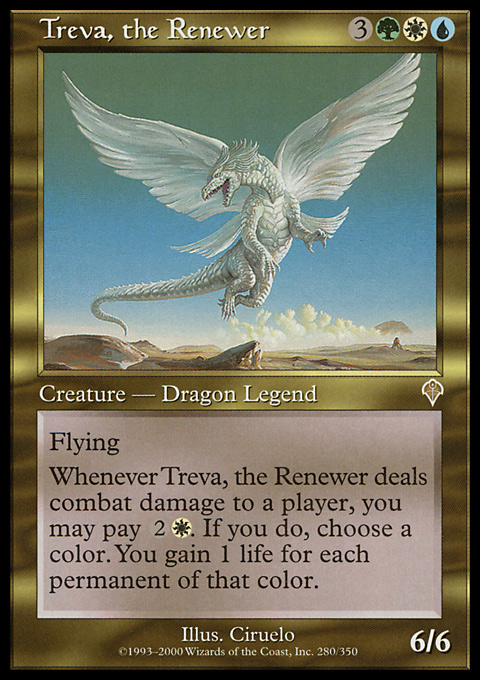 Treva, the Renewer 3
Creature — Dragon Legend
Flying
Whenever Treva, the Renewer deals
combat damage to a player, you
may pay 2 . If you do, choose a
color. You gain 1 life for each
permanent of that color.
Illus. Ciruelo
©1993–2000 Wizards of the Coast, Inc. 280/350
6/6